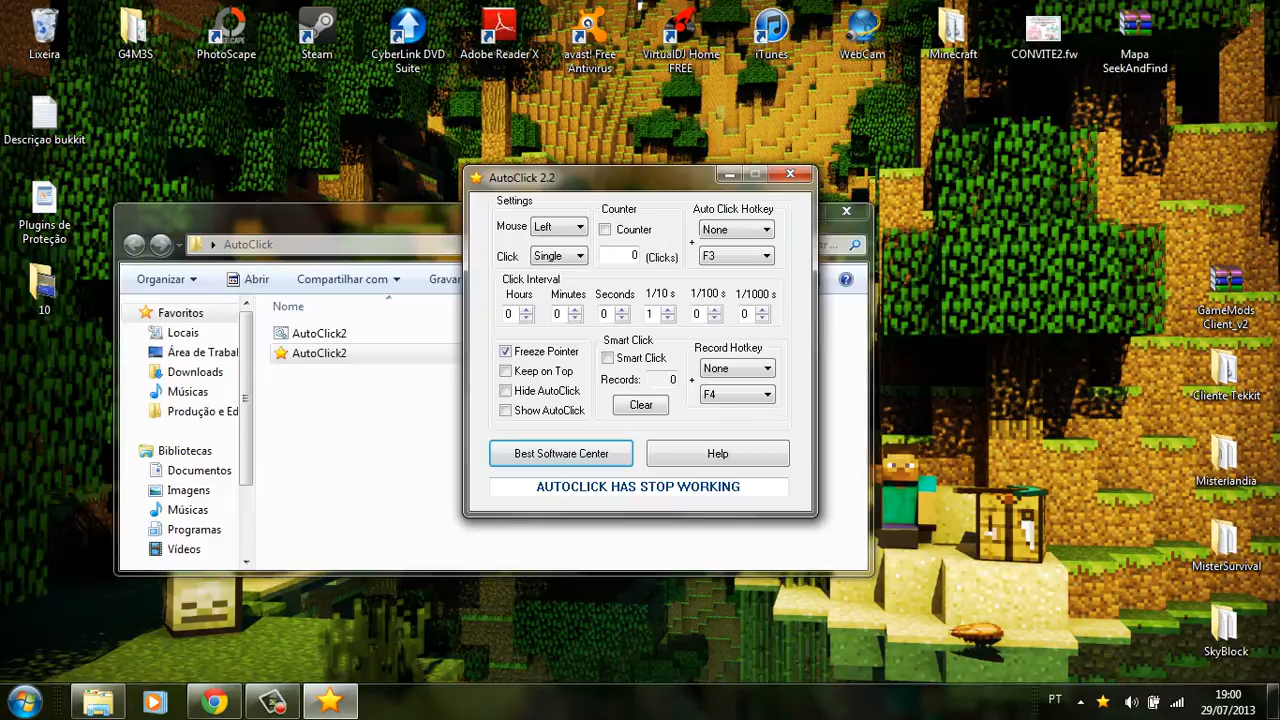 Lixeira
G4M3S
PhotoScape
Steam
CyberLink DVD
Suite
Adobe Reader X
avast! Free
Antivirus
VirtualDJ Home
FREE
iTunes
WebCam
Minecraft
CONVITE2.fw
Mapa
SeekAndFind
Descriçao bukkit
Plugins de
Proteção
10
GameMods
Client_v2
Cliente Tekkit
Misterlandia
MisterSurvival
SkyBlock
AutoClick
Organizar
Abrir
Compartilhar com
Gravar
Favoritos
Locais
Área de Trabal
Downloads
Músicas
Produção e Ed
Bibliotecas
Documentos
Imagens
Músicas
Programas
Vídeos
Nome
AutoClick2
AutoClick2
AutoClick 2.2
Settings
Mouse Left
Click Single
Counter
Counter
0 (Clicks)
Auto Click Hotkey
None
+
F3
Click Interval
Hours Minutes Seconds 1/10 s 1/100 s 1/1000 s
0 0 0 1 0 0
Freeze Pointer
Keep on Top
Hide AutoClick
Show AutoClick
Smart Click
Smart Click
Records: 0
Clear
Record Hotkey
None
+
F4
Best Software Center
Help
AUTOCLICK HAS STOP WORKING
PT
19:00
29/07/2013